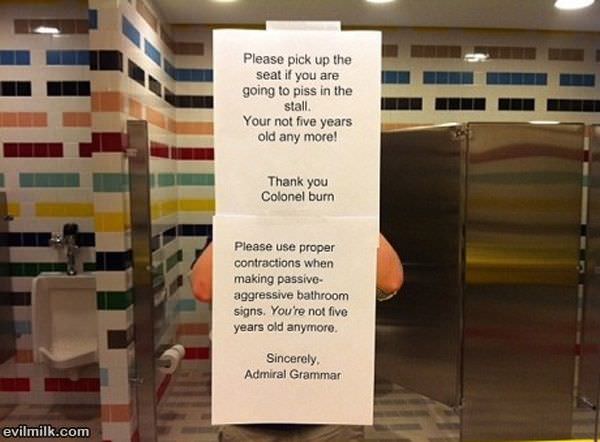 Please pick up the
seat if you are
going to piss in the
stall.
Your not five years
old any more!
Thank you
Colonel burn
Please use proper
contractions when
making passive-
aggressive bathroom
signs. You're not five
years old anymore.
Sincerely,
Admiral Grammar
evilmilk.com